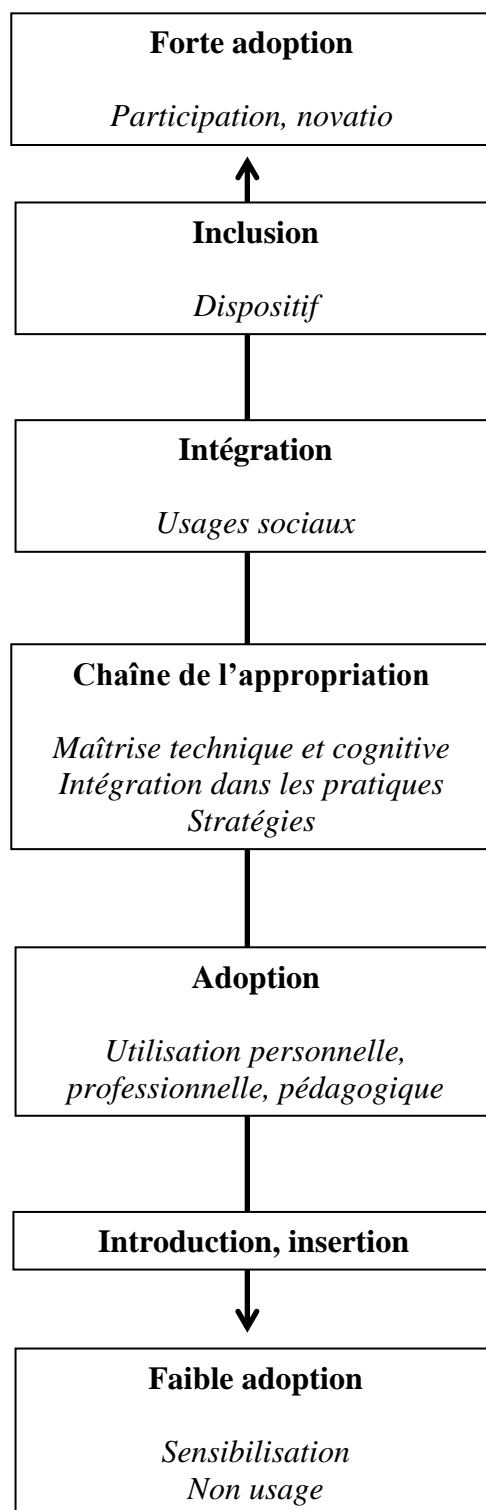 Forte adoption
Participation, novatio
Inclusion
Dispositif
Intégration
Usages sociaux
Chaîne de l’appropriation
Maîtrise technique et cognitive
Intégration dans les pratiques
Stratégies
Adoption
Utilisation personnelle,
professionnelle, pédagogique
Introduction, insertion
Faible adoption
Sensibilisation
Non usage